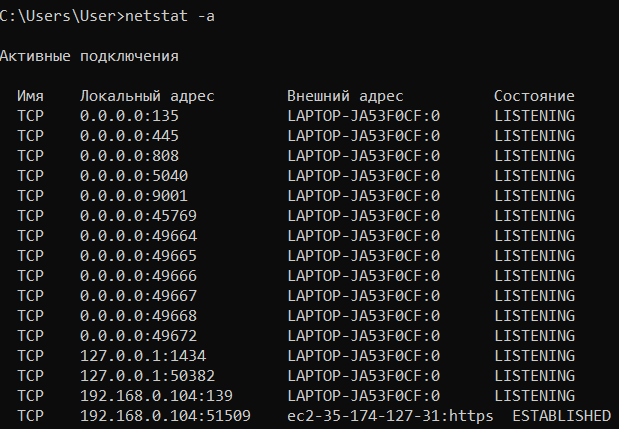 C:\Users\User>netstat -a
Активные подключения
Имя Локальный адрес Внешний адрес Состояние
TCP 0.0.0.0:135 LAPTOP-JA53F0CF:0 LISTENING
TCP 0.0.0.0:445 LAPTOP-JA53F0CF:0 LISTENING
TCP 0.0.0.0:808 LAPTOP-JA53F0CF:0 LISTENING
TCP 0.0.0.0:5040 LAPTOP-JA53F0CF:0 LISTENING
TCP 0.0.0.0:9001 LAPTOP-JA53F0CF:0 LISTENING
TCP 0.0.0.0:45769 LAPTOP-JA53F0CF:0 LISTENING
TCP 0.0.0.0:49664 LAPTOP-JA53F0CF:0 LISTENING
TCP 0.0.0.0:49665 LAPTOP-JA53F0CF:0 LISTENING
TCP 0.0.0.0:49666 LAPTOP-JA53F0CF:0 LISTENING
TCP 0.0.0.0:49667 LAPTOP-JA53F0CF:0 LISTENING
TCP 0.0.0.0:49668 LAPTOP-JA53F0CF:0 LISTENING
TCP 0.0.0.0:49672 LAPTOP-JA53F0CF:0 LISTENING
TCP 127.0.0.1:1434 LAPTOP-JA53F0CF:0 LISTENING
TCP 127.0.0.1:50382 LAPTOP-JA53F0CF:0 LISTENING
TCP 192.168.0.104:139 LAPTOP-JA53F0CF:0 LISTENING
TCP 192.168.0.104:51509 ec2-35-174-127-31:https ESTABLISHED